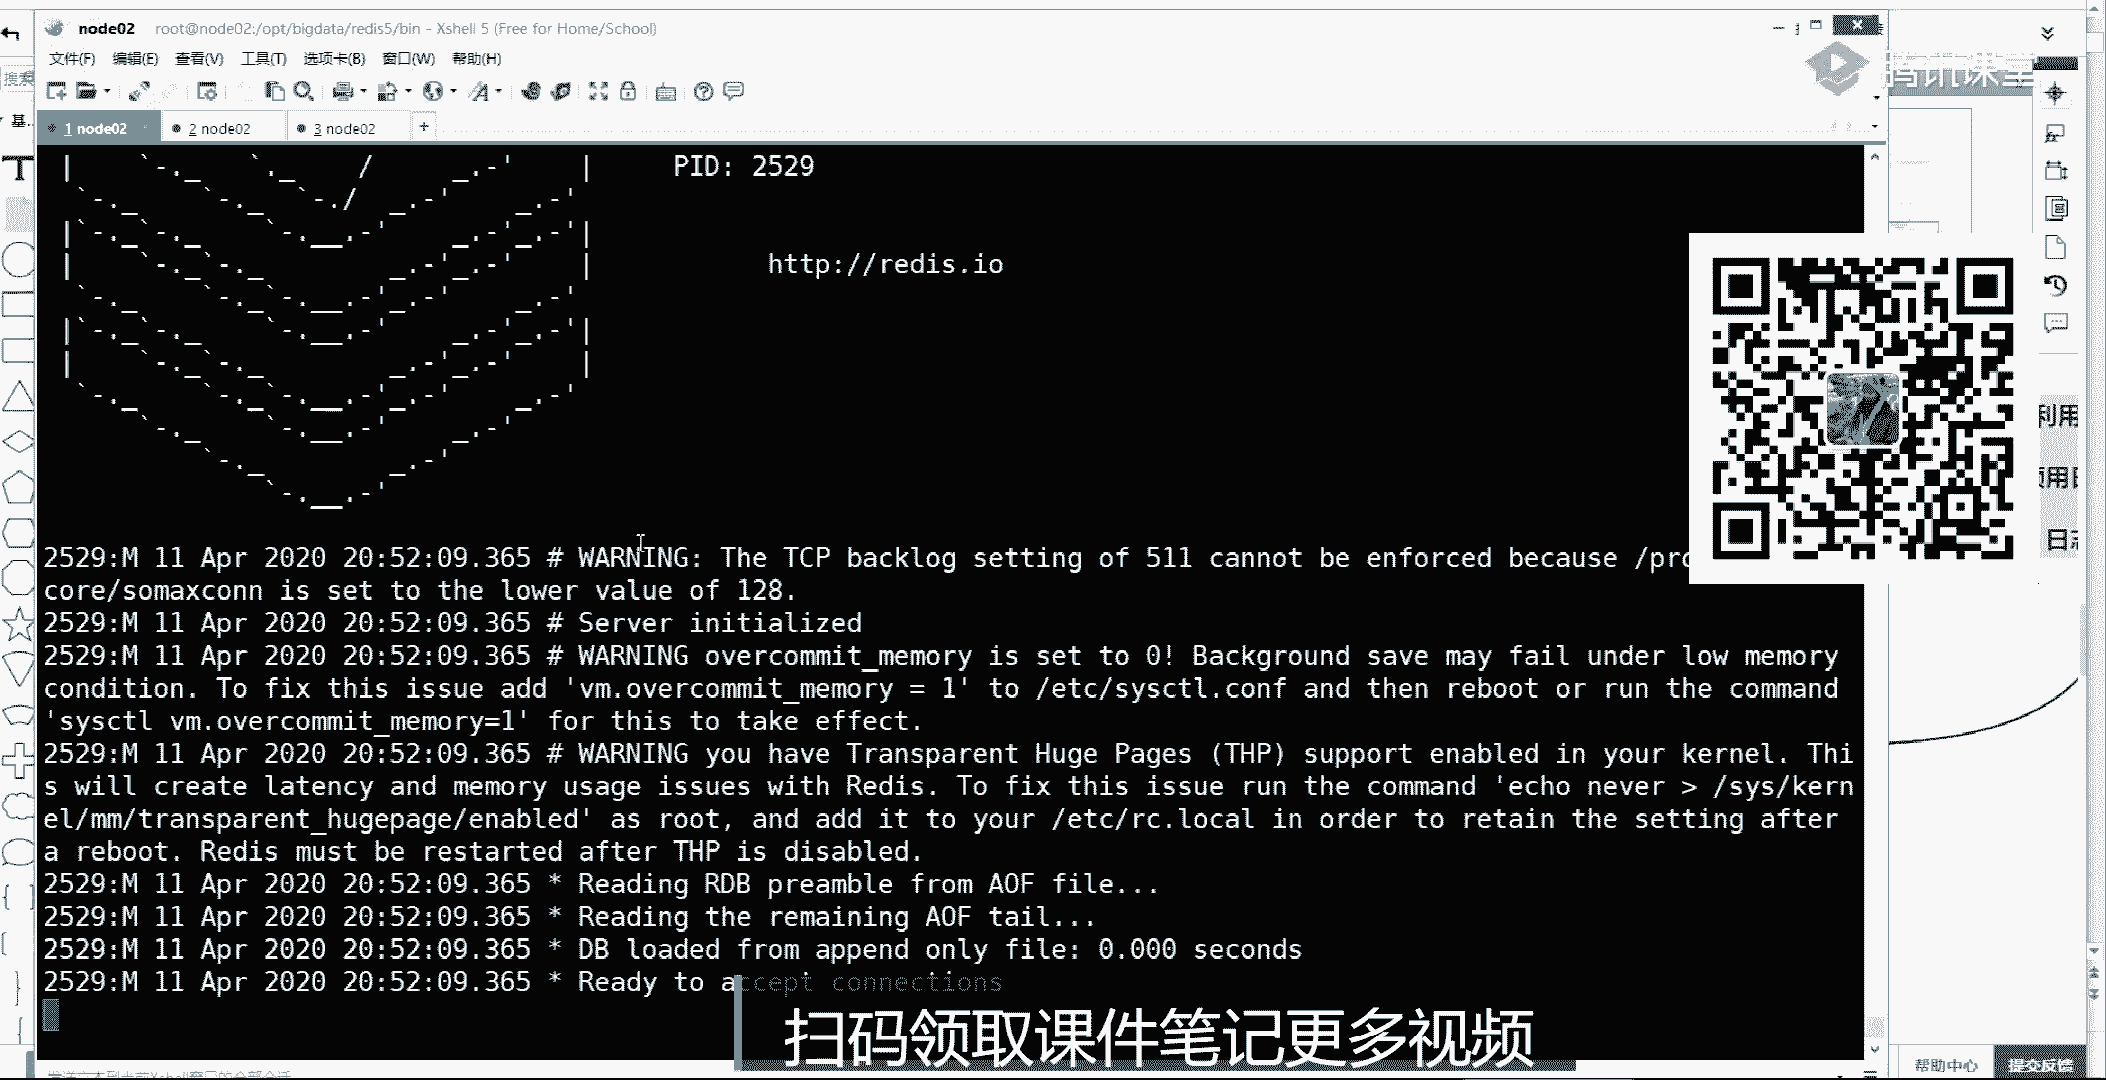 node02 root@node02:/opt/bigdata/redis5/bin - Xshell 5 (Free for Home/School)
文件(F) 编辑(E) 查看(V) 工具(T) 选项卡(B) 窗口(W) 帮助(H)
腾讯课堂
搜索
基...
1 node02
2 node02
3 node02
PID: 2529
http://redis.io
2529:M 11 Apr 2020 20:52:09.365 # WARNING: The TCP backlog setting of 511 cannot be enforced because /pro
core/somaxconn is set to the lower value of 128.
2529:M 11 Apr 2020 20:52:09.365 # Server initialized
2529:M 11 Apr 2020 20:52:09.365 # WARNING overcommit_memory is set to 0! Background save may fail under low memory
condition. To fix this issue add 'vm.overcommit_memory = 1' to /etc/sysctl.conf and then reboot or run the command
'sysctl vm.overcommit_memory=1' for this to take effect.
2529:M 11 Apr 2020 20:52:09.365 # WARNING you have Transparent Huge Pages (THP) support enabled in your kernel. Thi
s will create latency and memory usage issues with Redis. To fix this issue run the command 'echo never > /sys/kern
el/mm/transparent_hugepage/enabled' as root, and add it to your /etc/rc.local in order to retain the setting after
a reboot. Redis must be restarted after THP is disabled.
2529:M 11 Apr 2020 20:52:09.365 * Reading RDB preamble from AOF file...
2529:M 11 Apr 2020 20:52:09.365 * Reading the remaining AOF tail...
2529:M 11 Apr 2020 20:52:09.365 * DB loaded from append only file: 0.000 seconds
2529:M 11 Apr 2020 20:52:09.365 * Ready to accept connections
利用
用
扫码领取课件笔记更多视频
帮助中心
提交反馈